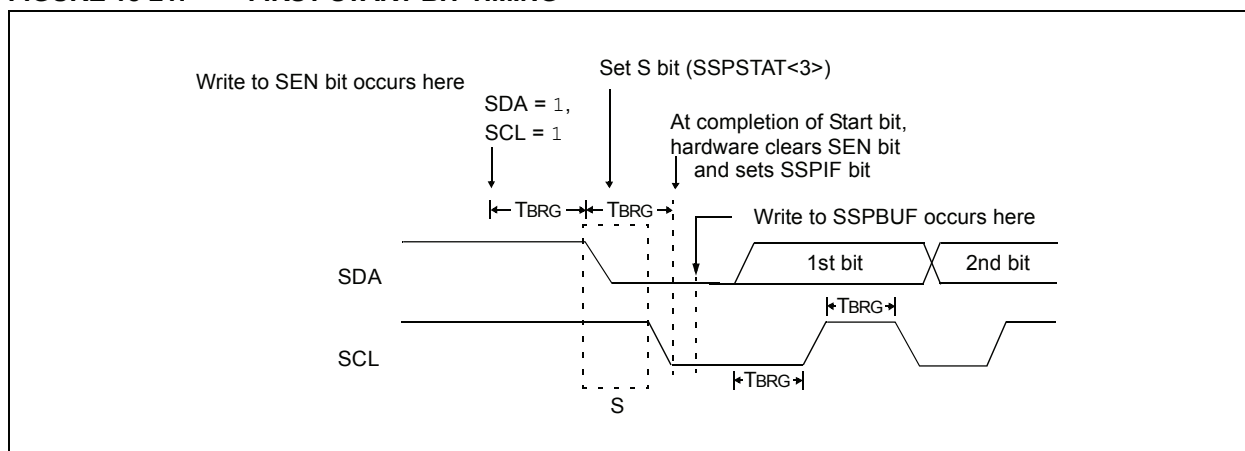 FIGURE FIRST START BIT TIMING
Write to SEN bit occurs here
Set S bit (SSPSTAT<3>)
SDA = 1,
SCL = 1
At completion of Start bit,
hardware clears SEN bit
and sets SSPIF bit
TBRG
TBRG
Write to SSPBUF occurs here
SDA
1st bit
2nd bit
TBRG
SCL
TBRG
S